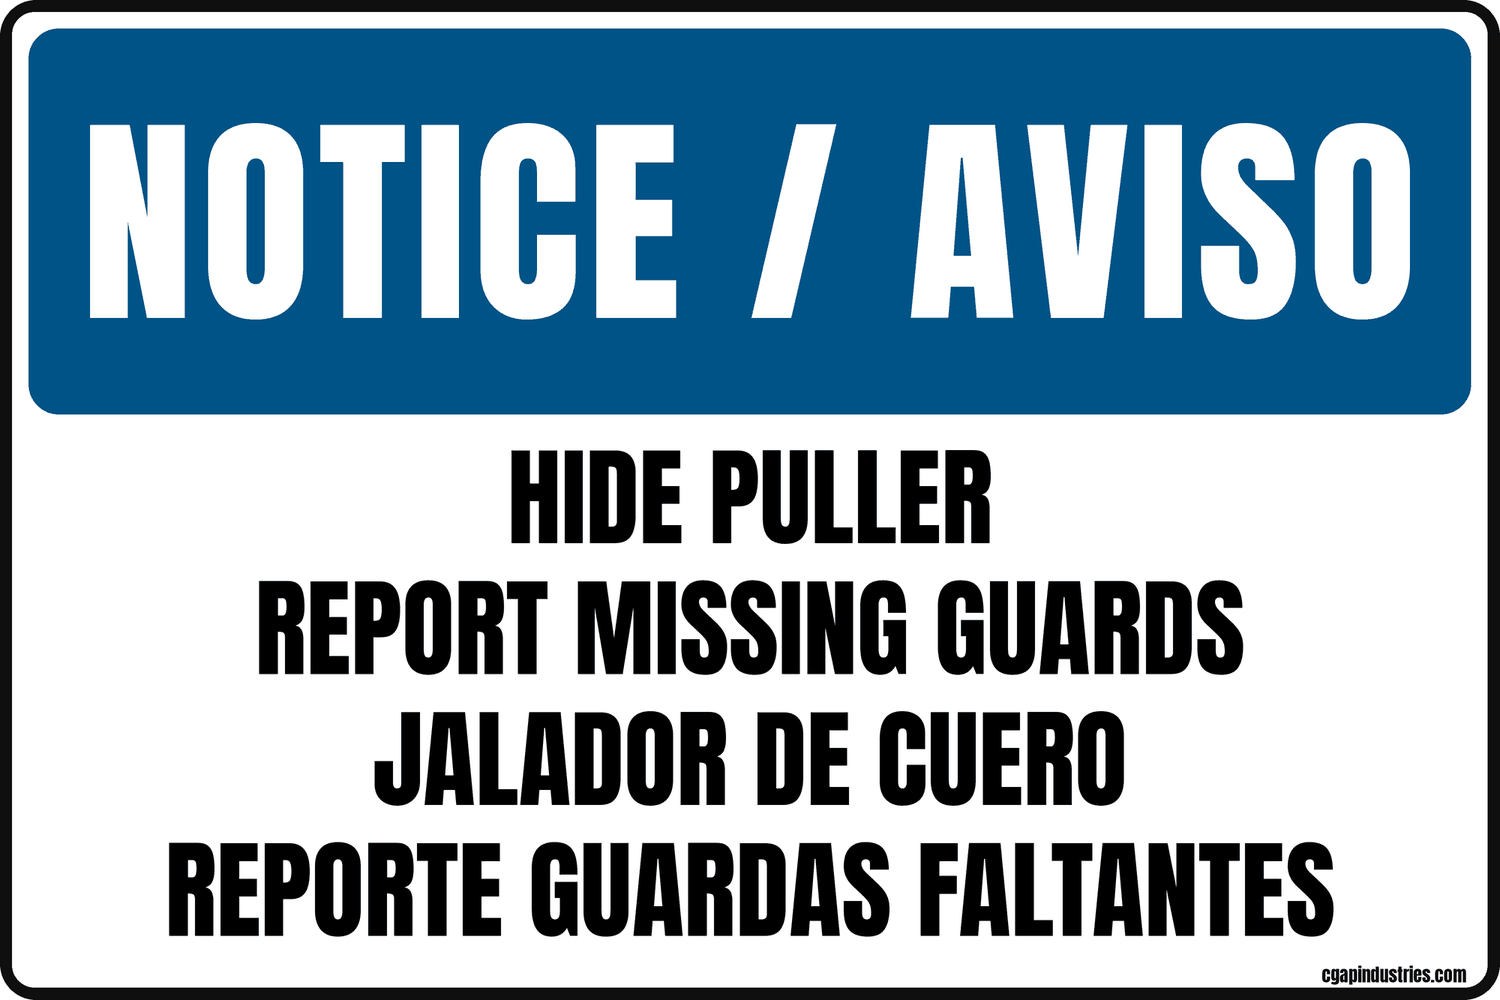 NOTICE / AVISO
HIDE PULLER
REPORT MISSING GUARDS
JALADOR DE CUERO
REPORTE GUARDAS FALTANTES
cgapindustries.com